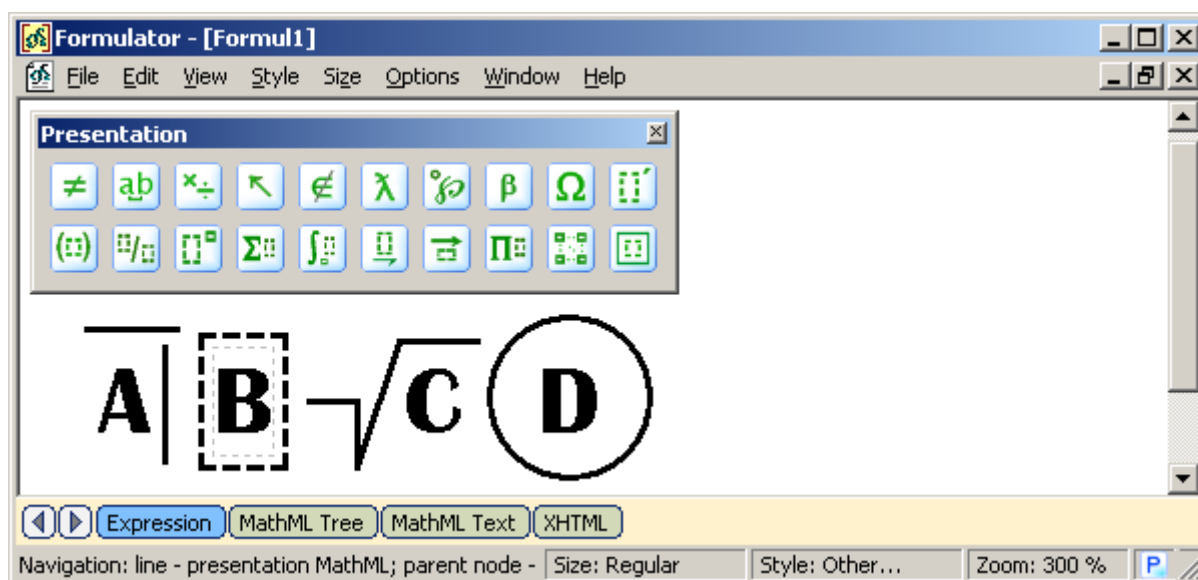 Formulator - [Formul1]
File Edit View Style Size Options Window Help
Presentation
≠ ab ×÷ ↖ ∉ λ °℘ β Ω
Σ ∫ Π
A B √C D
Expression MathML Tree MathML Text XHTML
Navigation: line - presentation MathML; parent node - Size: Regular Style: Other... Zoom: 300 % P